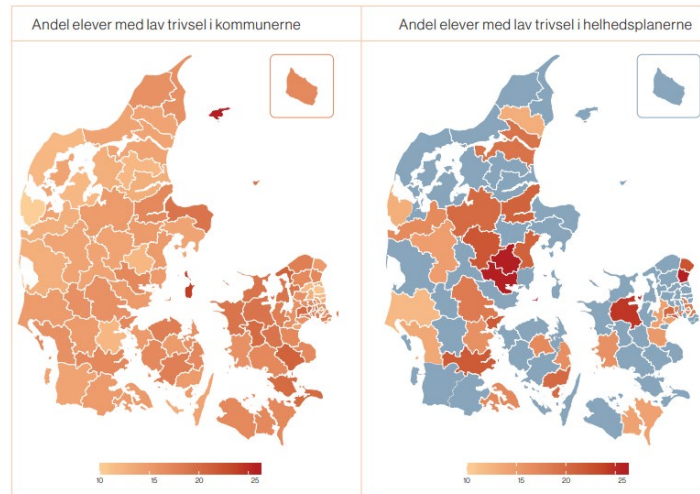 Andel elever med lav trivsel i kommunerne
Andel elever med lav trivsel i helhedsplanerne
10 15 20 25
10 15 20 25